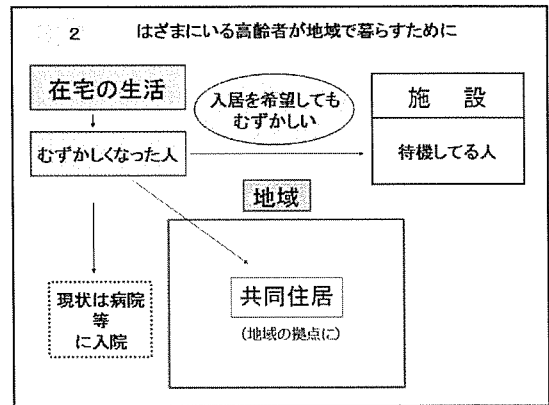 2 はざまにいる高齢者が地域で暮らすために
在宅の生活
むずかしくなった人
入居を希望しても
むずかしい
施 設
待機してる人
地域
共同住居
(地域の拠点に)
現状は病院
等
に入院